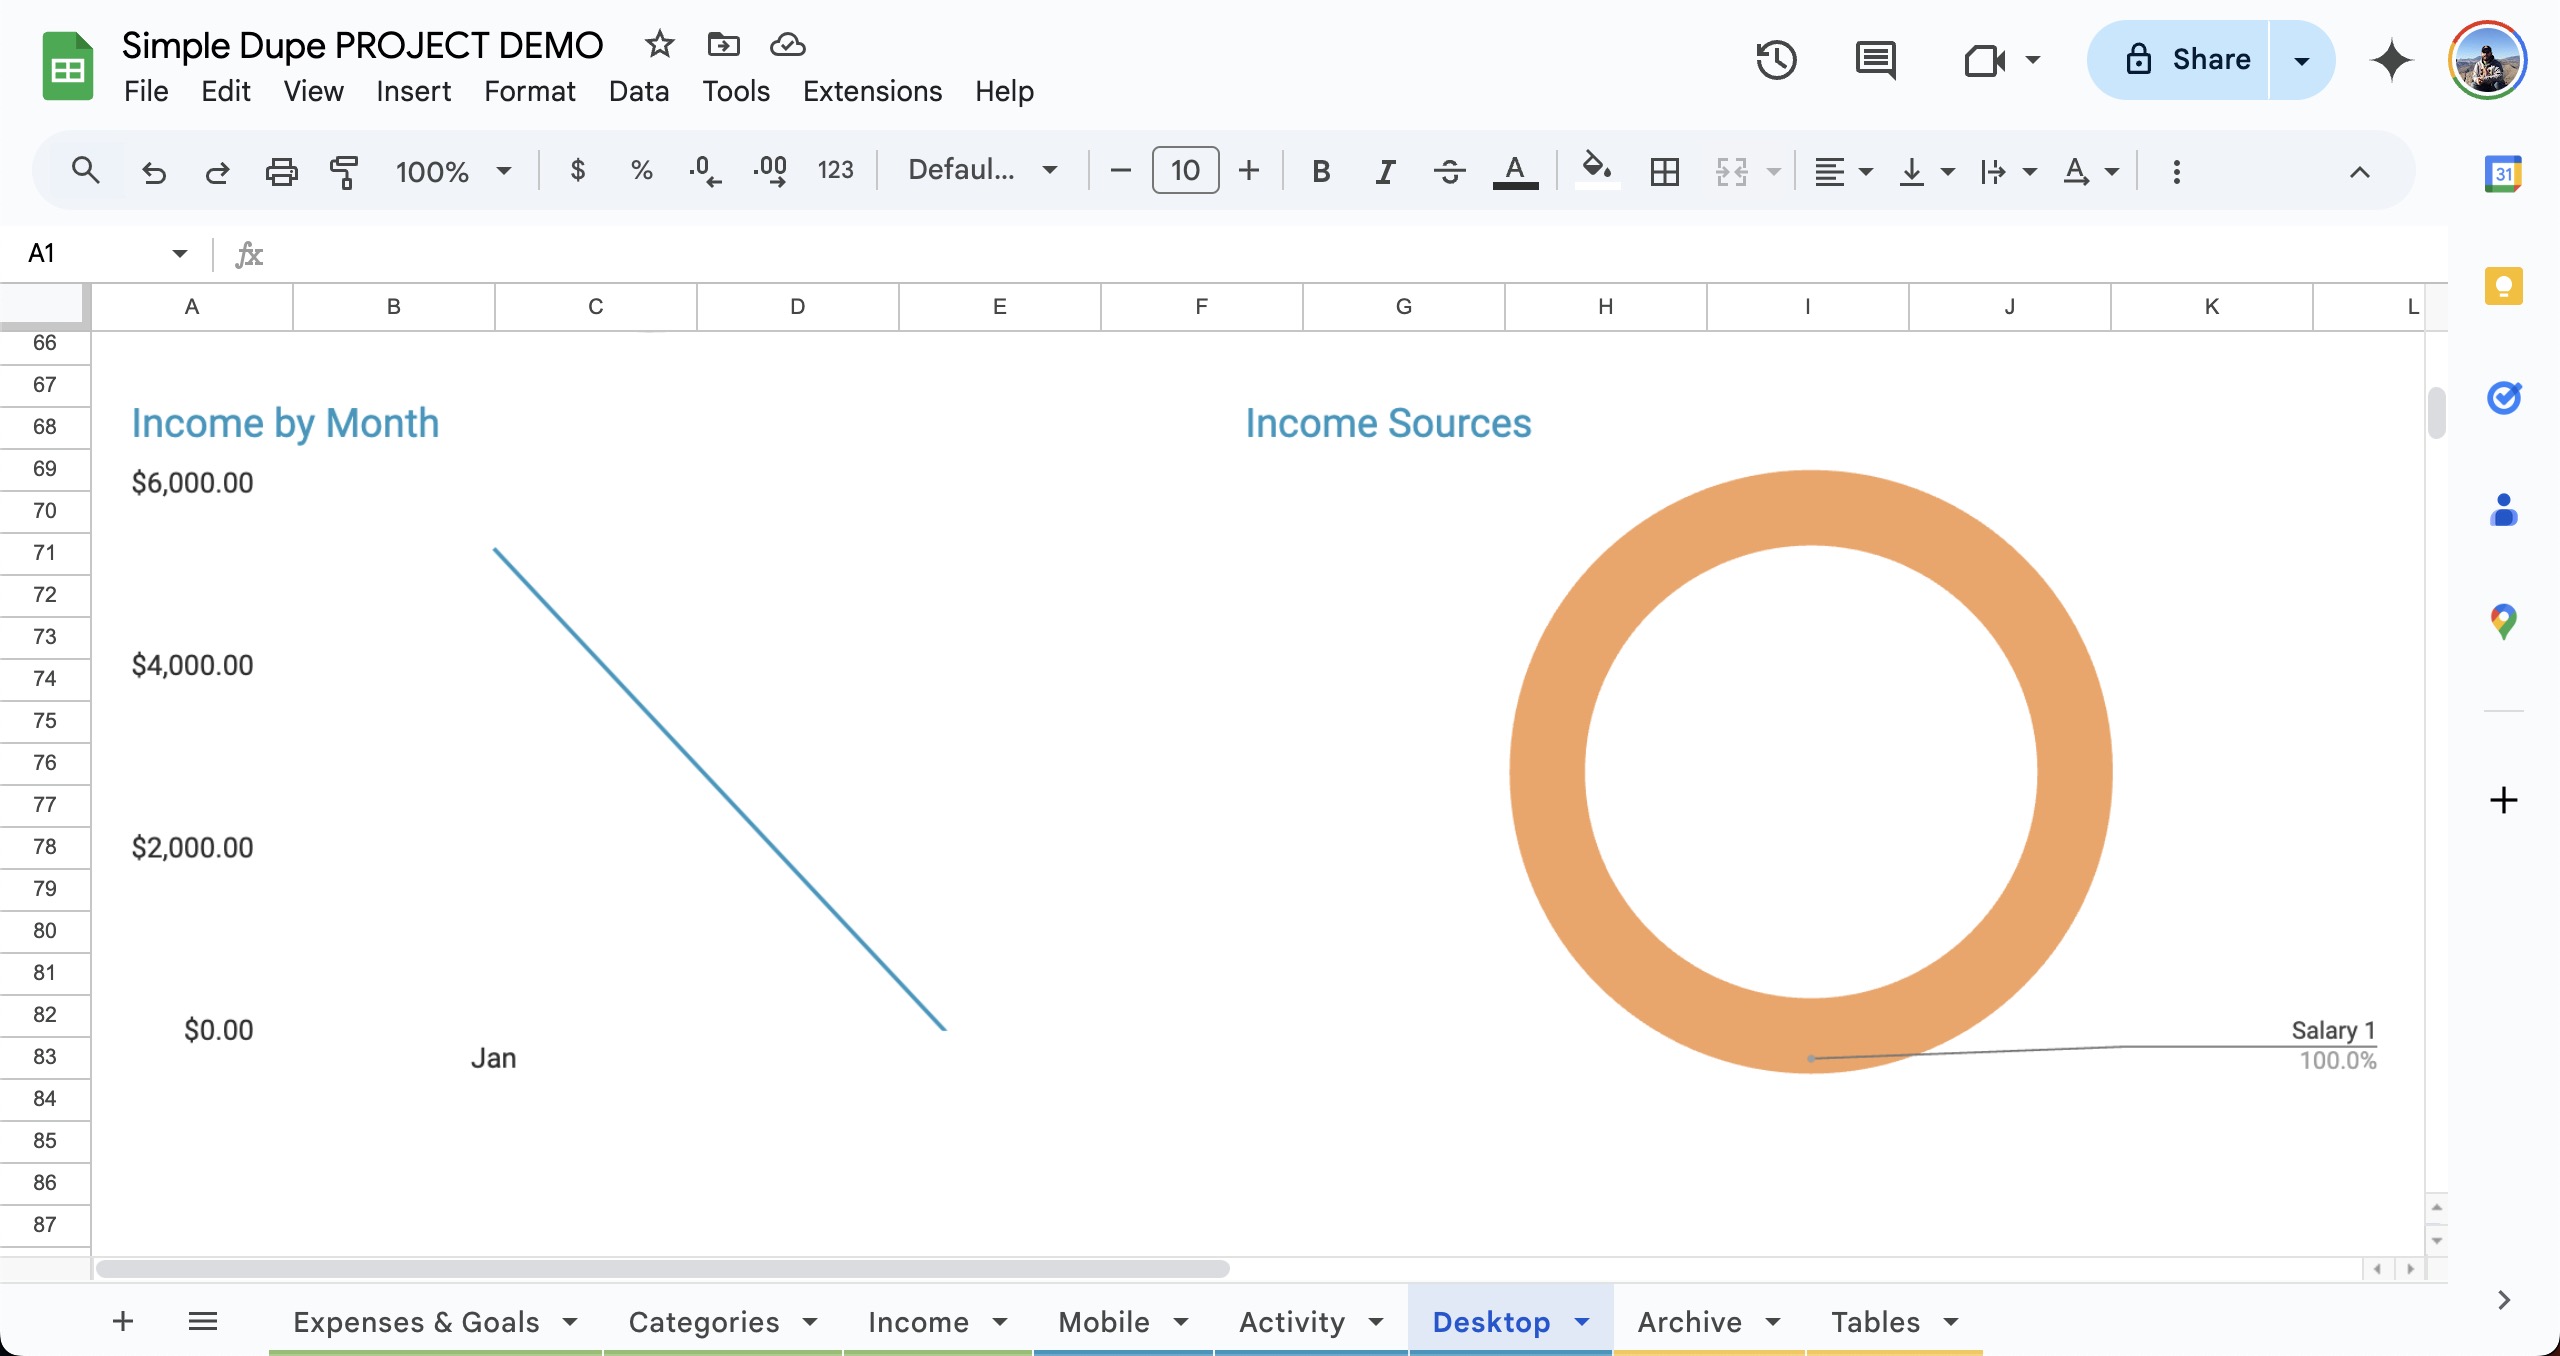 Simple Dupe PROJECT DEMO
File Edit View Insert Format Data Tools Extensions Help
Share
100% $ % .0 .00 123 Defaul... 10 B I S A A
31
A1 fx
A B C D E F G H I J K L
66
67
68
69
70
71
72
73
74
75
76
77
78
79
80
81
82
83
84
85
86
87
Income by Month
$6,000.00
$4,000.00
$2,000.00
$0.00
Jan
Income Sources
Salary 1
100.0%
Expenses & Goals Categories Income Mobile Activity Desktop Archive Tables